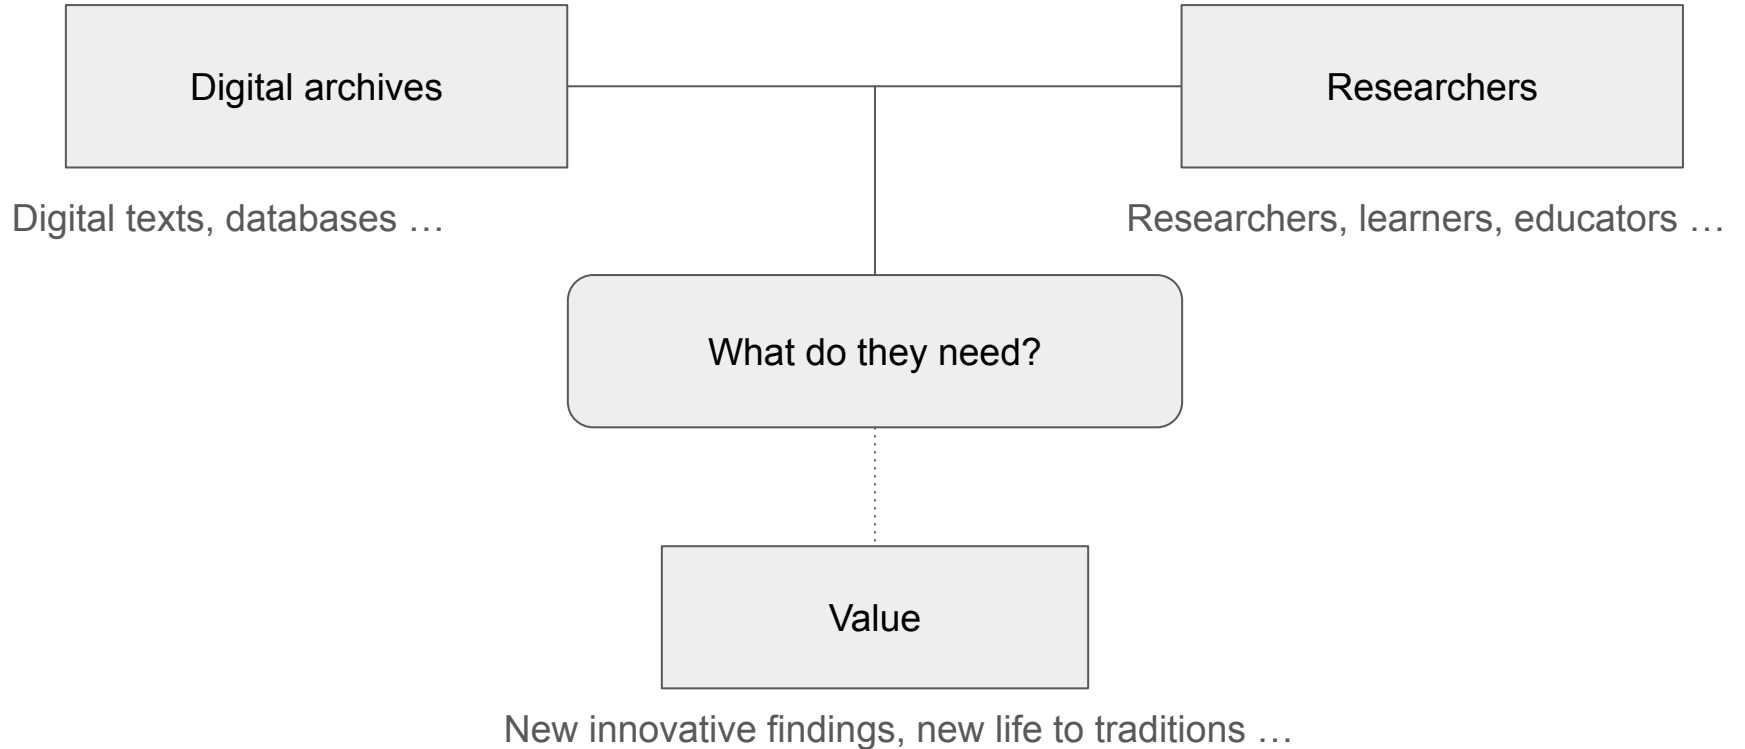 Digital archives
Researchers
Digital texts, databases …
Researchers, learners, educators …
What do they need?
Value
New innovative findings, new life to traditions …